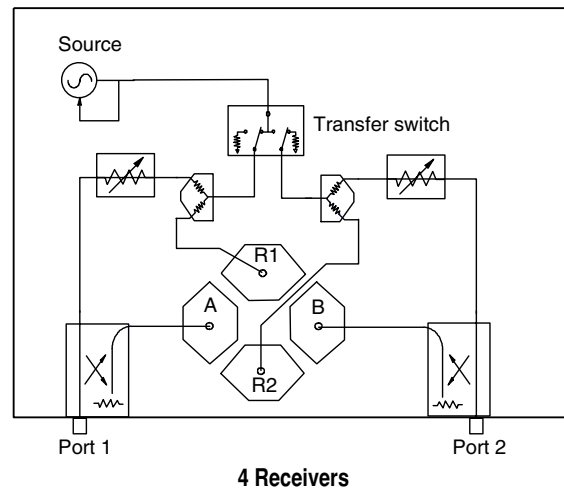 Source
Transfer switch
R1
A
B
R2
Port 1
Port 2
4 Receivers